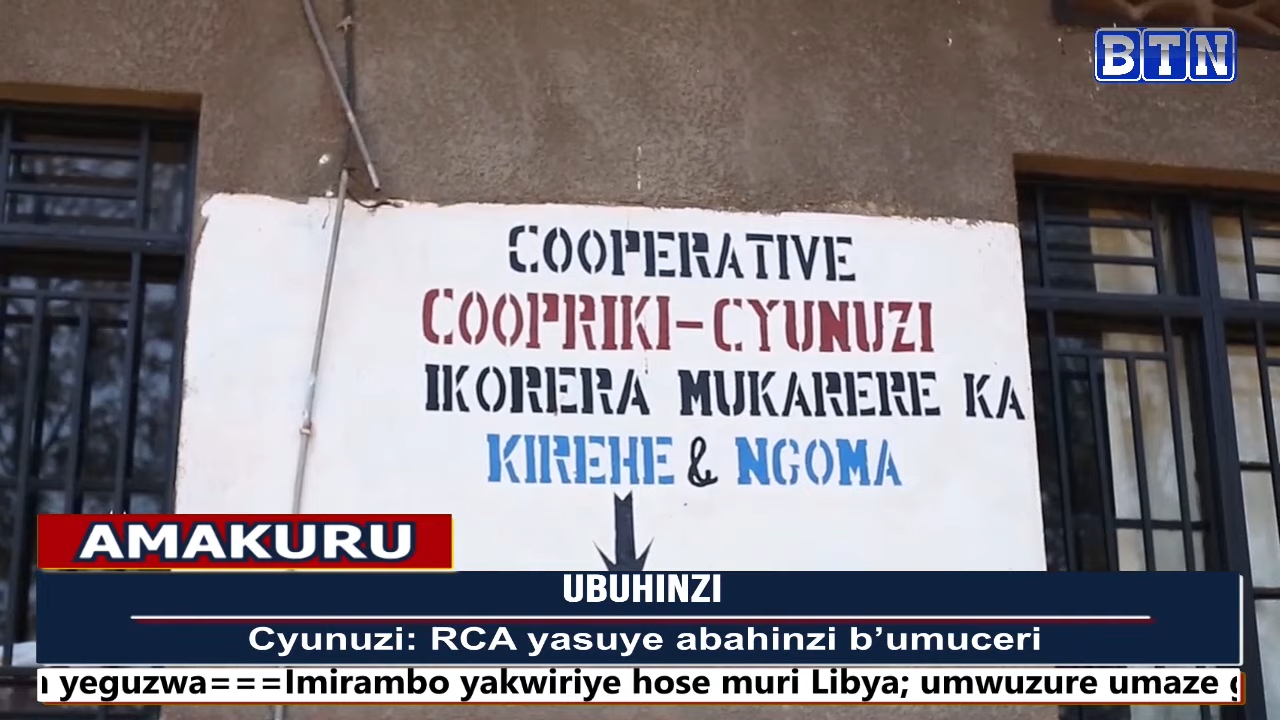 BTN
COOPERATIVE
COOPRIKI-CYUNUZI
IKORERA MUKARERE KA
KIREHE & NGOMA
AMAKURU
UBUHINZI
Cyunuzi: RCA yasuye abahinzi b’umuceri
yeguzwa===Imirambo yakwiriye hose muri Libya; umwuzure umaze